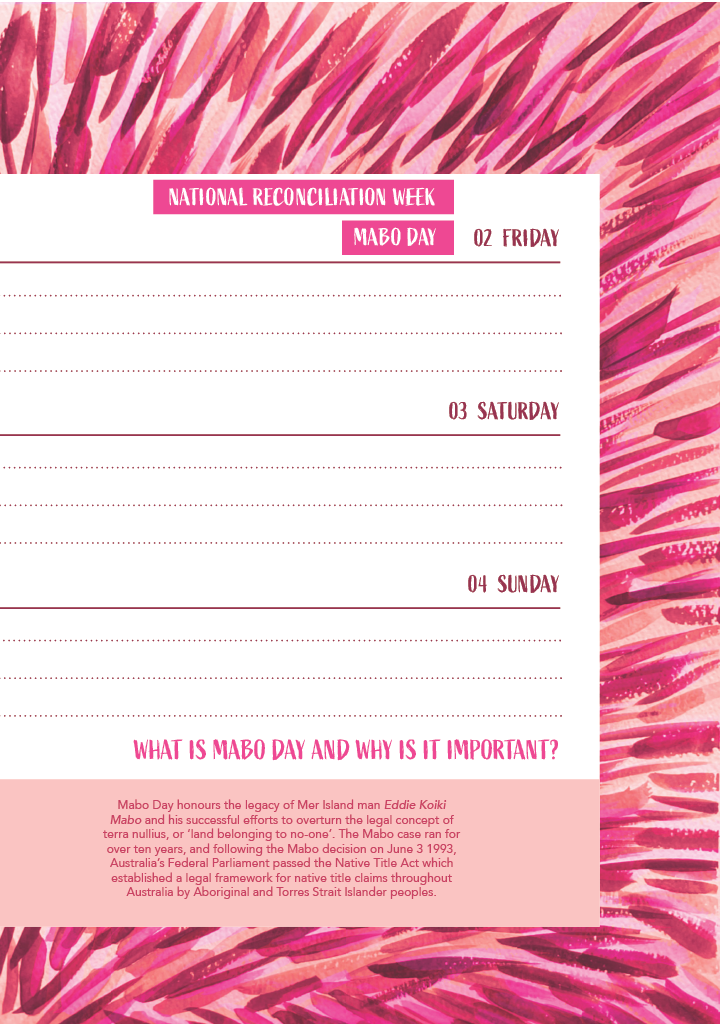 NATIONAL RECONCILIATION WEEK
MABO DAY 02 FRIDAY
03 SATURDAY
04 SUNDAY
WHAT IS MABO DAY AND WHY IS IT IMPORTANT?
Mabo Day honours the legacy of Mer Island man Eddie Koiki
Mabo and his successful efforts to overturn the legal concept of
terra nullius, or ‘land belonging to no-one’. The Mabo case ran for
over ten years, and following the Mabo decision on June 3 1993,
Australia’s Federal Parliament passed the Native Title Act which
established a legal framework for native title claims throughout
Australia by Aboriginal and Torres Strait Islander peoples.